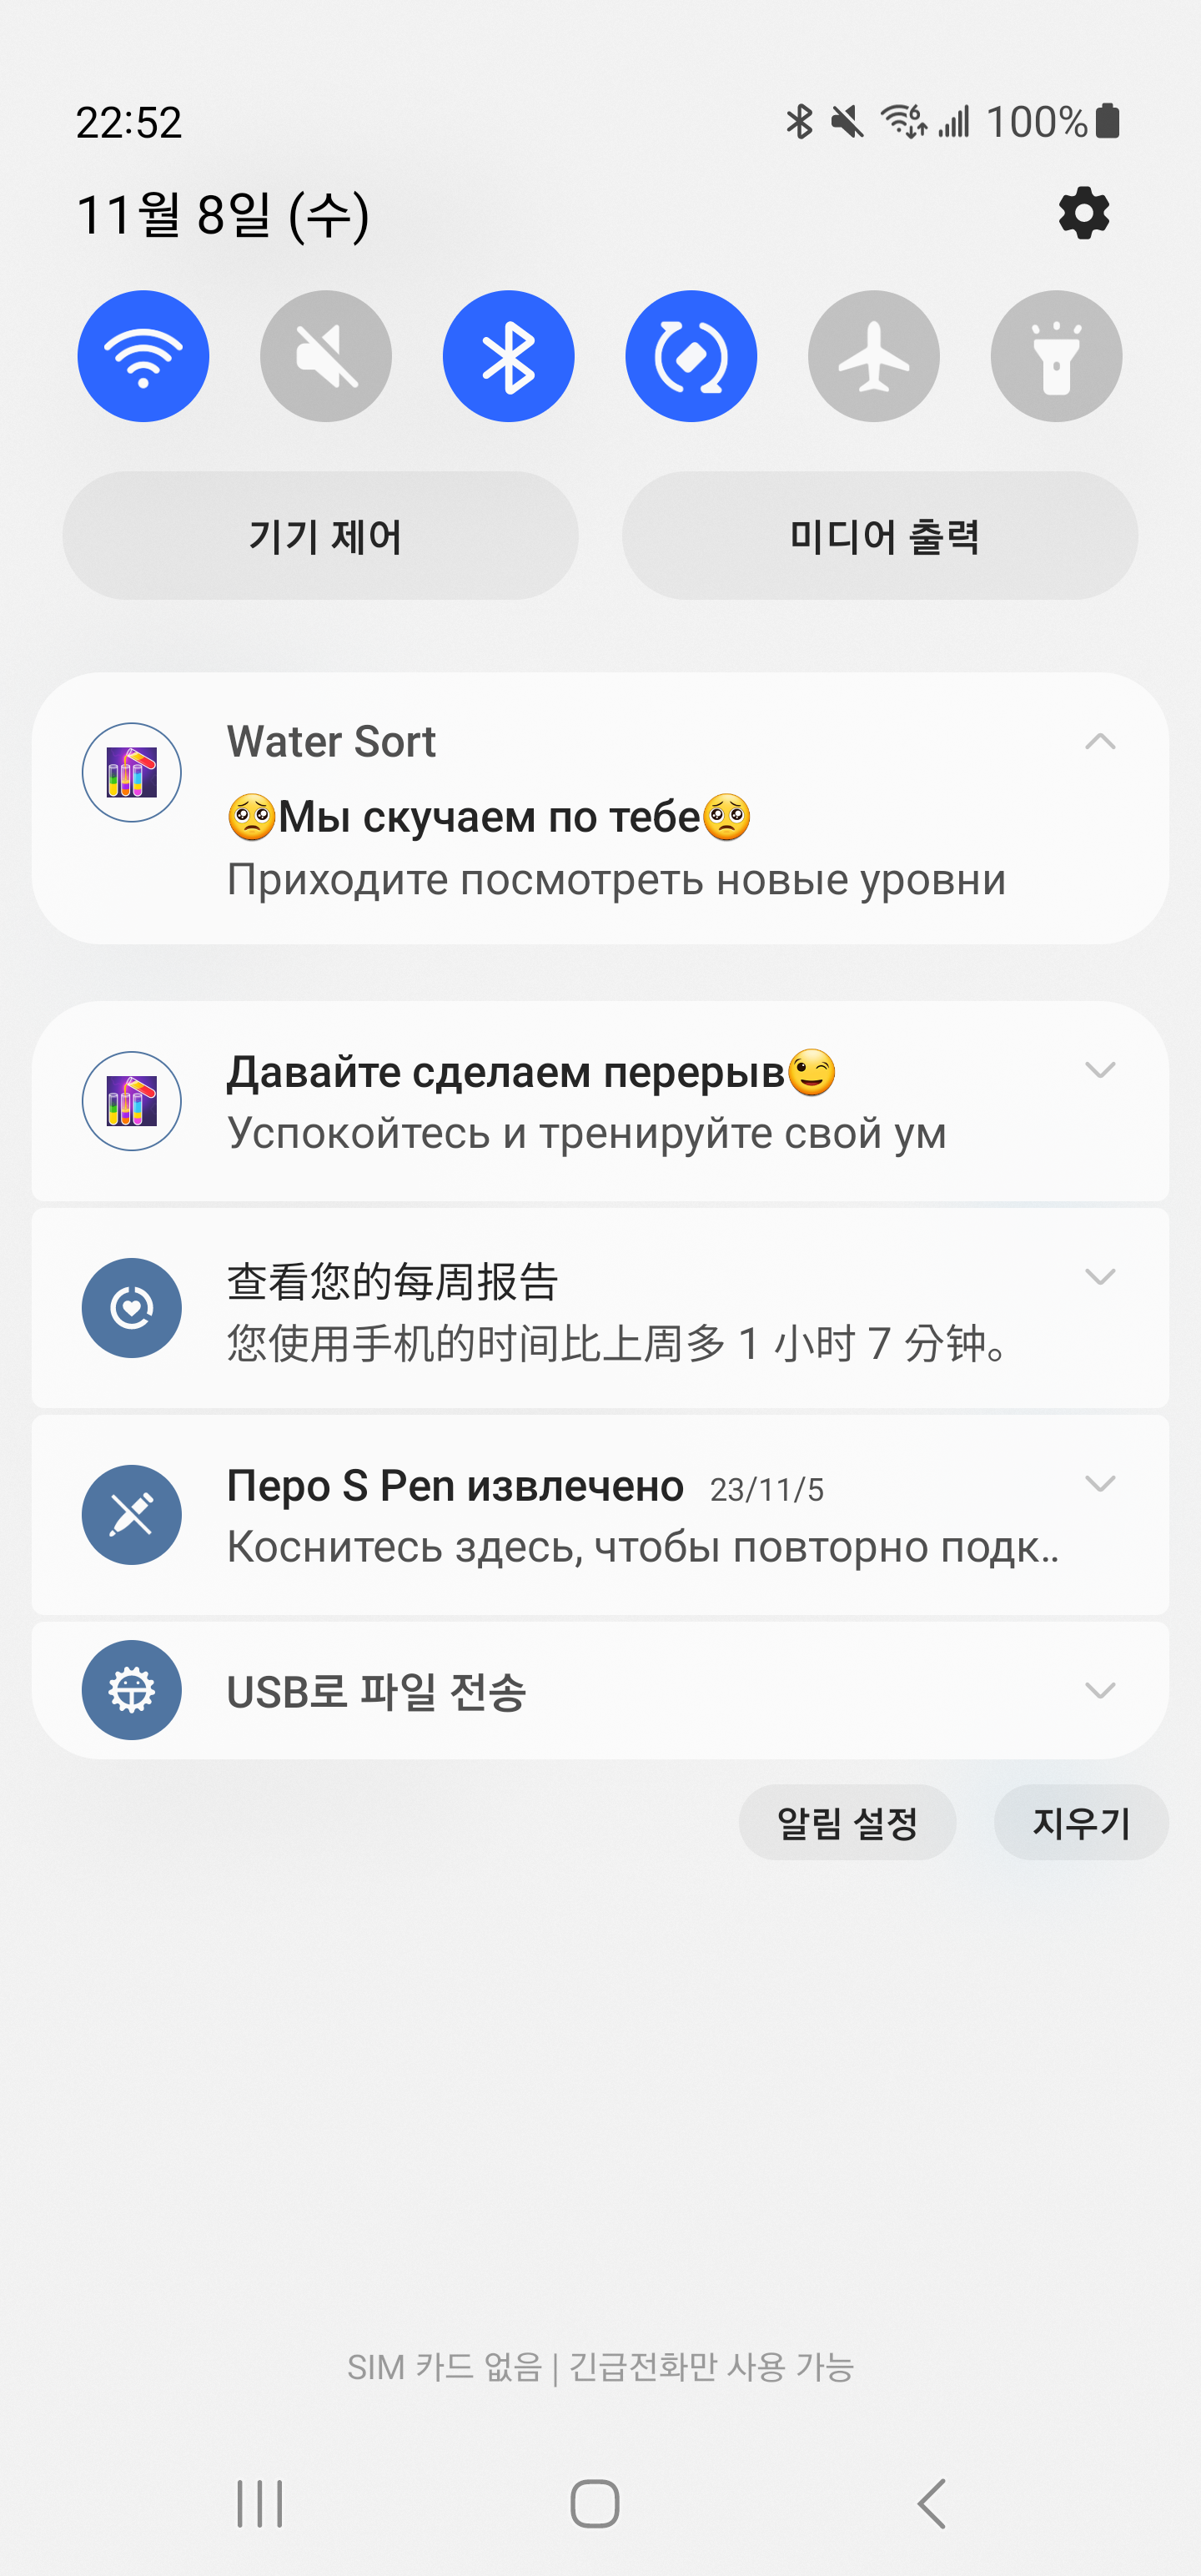 22:52
100%
11월 8일 (수)
기기 제어
미디어 출력
Water Sort
🥺Мы скучаем по тебе🥺
Приходите посмотреть новые уровни
Давайте сделаем перерыв😉
Успокойтесь и тренируйте свой ум
查看您的每周报告
您使用手机的时间比上周多 1 小时 7 分钟。
Перо S Pen извлечено 23/11/5
Коснитесь здесь, чтобы повторно подк..
USB로 파일 전송
알림 설정
지우기
SIM 카드 없음 | 긴급전화만 사용 가능